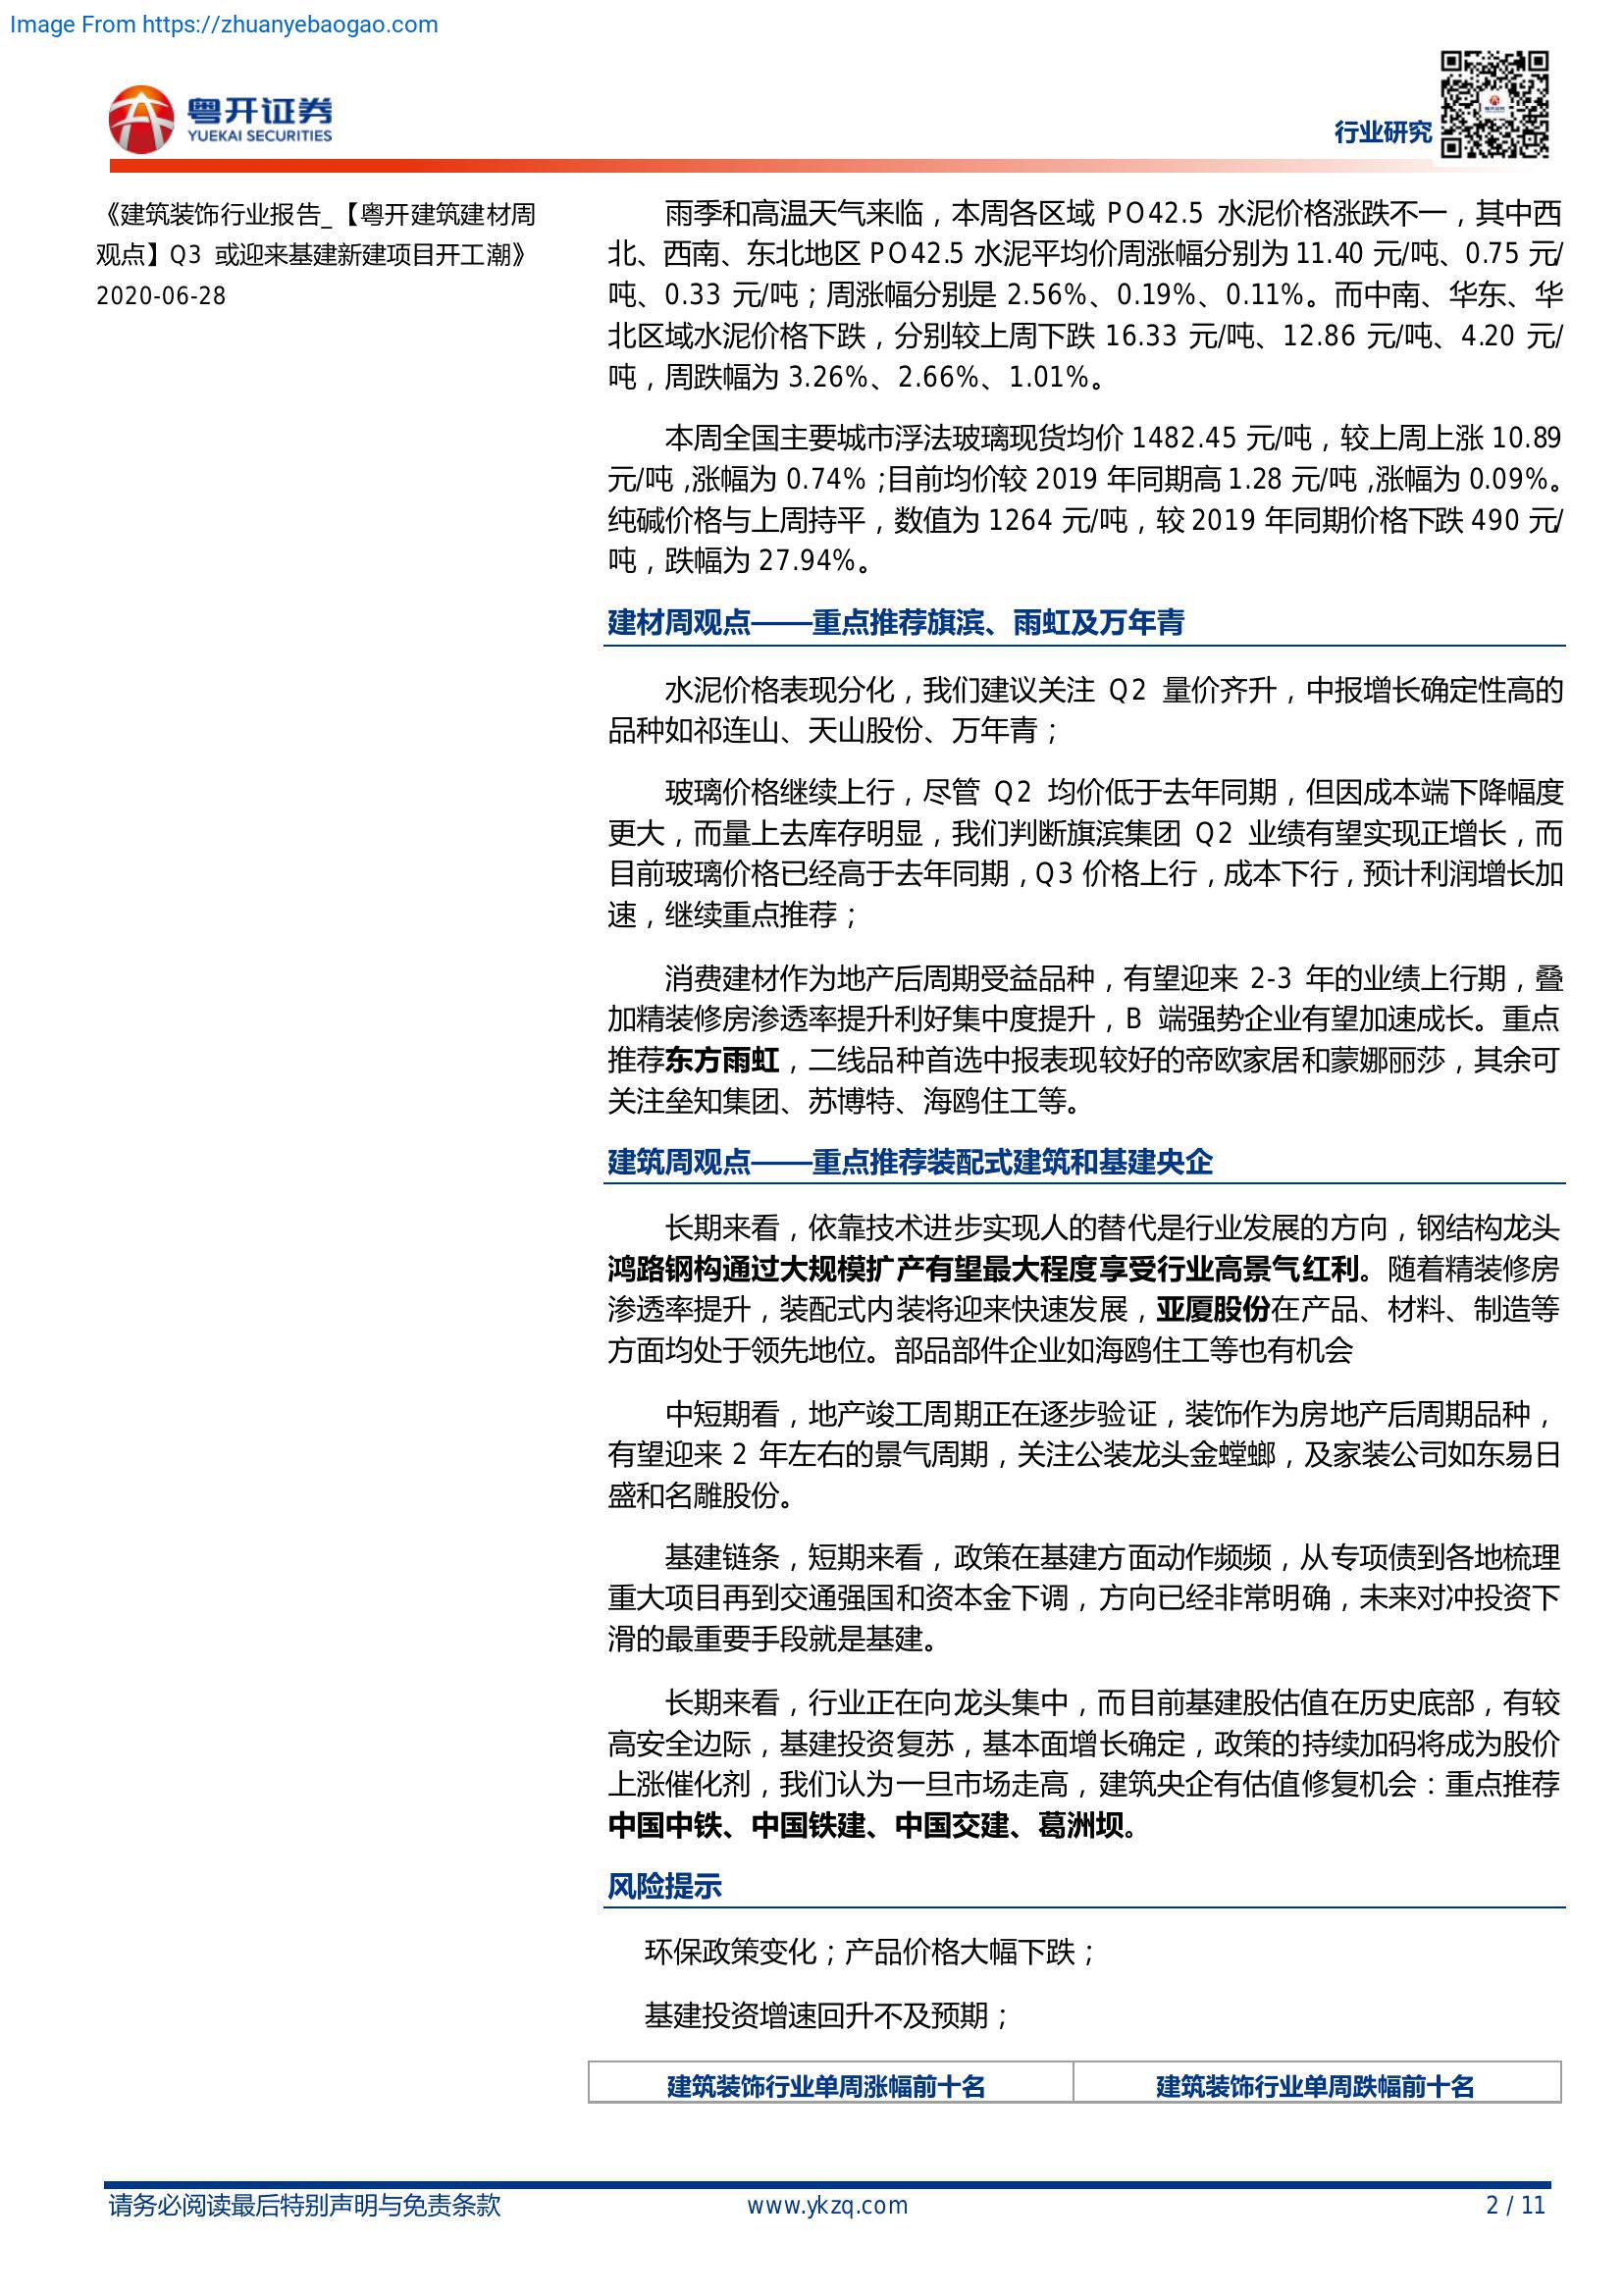 Image From https://zhuanyebaogao.com
粤开证券
YUEKAI SECURITIES
行业研究
《建筑装饰行业报告_【粤开建筑建材周
观点】Q3 或迎来基建新建项目开工潮》
2020-06-28
雨季和高温天气来临，本周各区域 PO42.5 水泥价格涨跌不一，其中西
北、西南、东北地区 PO42.5 水泥平均价周涨幅分别为 11.40 元/吨、0.75 元/
吨、0.33 元/吨；周涨幅分别是 2.56%、0.19%、0.11%。而中南、华东、华
北区域水泥价格下跌，分别较上周下跌 16.33 元/吨、12.86 元/吨、4.20 元/
吨，周跌幅为 3.26%、2.66%、1.01%。
本周全国主要城市浮法玻璃现货均价 1482.45 元/吨，较上周上涨 10.89
元/吨，涨幅为 0.74%；目前均价较 2019 年同期高 1.28 元/吨，涨幅为 0.09%。
纯碱价格与上周持平，数值为 1264 元/吨，较 2019 年同期价格下跌 490 元/
吨，跌幅为 27.94%。
建材周观点——重点推荐旗滨、雨虹及万年青
水泥价格表现分化，我们建议关注 Q2 量价齐升，中报增长确定性高的
品种如祁连山、天山股份、万年青；
玻璃价格继续上行，尽管 Q2 均价低于去年同期，但因成本端下降幅度
更大，而量上去库存明显，我们判断旗滨集团 Q2 业绩有望实现正增长，而
目前玻璃价格已经高于去年同期，Q3 价格上行，成本下行，预计利润增长加
速，继续重点推荐；
消费建材作为地产后周期受益品种，有望迎来 2-3 年的业绩上行期，叠
加精装修房渗透率提升利好集中度提升，B 端强势企业有望加速成长。重点
推荐东方雨虹，二线品种首选中报表现较好的帝欧家居和蒙娜丽莎，其余可
关注垒知集团、苏博特、海鸥住工等。
建筑周观点——重点推荐装配式建筑和基建央企
长期来看，依靠技术进步实现人的替代是行业发展的方向，钢结构龙头
鸿路钢构通过大规模扩产有望最大程度享受行业高景气红利。随着精装修房
渗透率提升，装配式内装将迎来快速发展，亚厦股份在产品、材料、制造等
方面均处于领先地位。部品部件企业如海鸥住工等也有机会
中短期看，地产竣工周期正在逐步验证，装饰作为房地产后周期品种，
有望迎来 2 年左右的景气周期，关注公装龙头金螳螂，及家装公司如东易日
盛和名雕股份。
基建链条，短期来看，政策在基建方面动作频频，从专项债到各地梳理
重大项目再到交通强国和资本金下调，方向已经非常明确，未来对冲投资下
滑的最重要手段就是基建。
长期来看，行业正在向龙头集中，而目前基建股估值在历史底部，有较
高安全边际，基建投资复苏，基本面增长确定，政策的持续加码将成为股价
上涨催化剂，我们认为一旦市场走高，建筑央企有估值修复机会：重点推荐
中国中铁、中国铁建、中国交建、葛洲坝。
风险提示
环保政策变化；产品价格大幅下跌；
基建投资增速回升不及预期；
建筑装饰行业单周涨幅前十名
建筑装饰行业单周跌幅前十名
请务必阅读最后特别声明与免责条款
www.ykzq.com
2 / 11